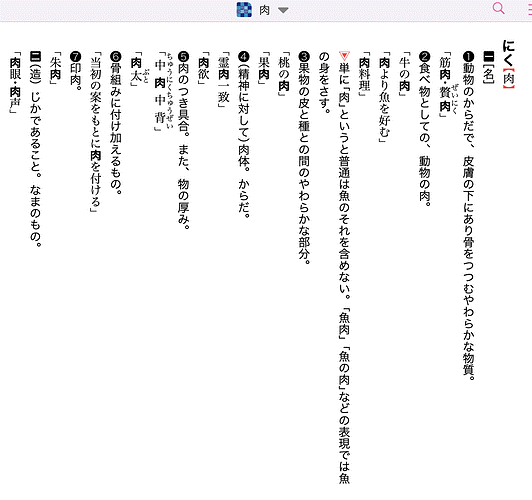 肉
にく【肉】
一[名]
❶動物のからだで、皮膚の下にあり骨をつつむやわらかな物質。
「筋肉・贅肉ぜいにく」
❷食べ物としての、動物の肉。
「牛の肉」
「肉より魚を好む」
「肉料理」
▼単に「肉」というと普通は魚のそれを含めない。「魚肉」「魚の肉」などの表現では魚
の身をさす。
❸果物の皮と種との間のやわらかな部分。
「桃の肉」
「果肉」
❹(精神に対して)肉体。からだ。
「霊肉一致」
「肉欲」
❺肉のつき具合。また、物の厚み。
「中肉中背ちゅうにくちゅうぜい」
「肉太ぶと」
❻骨組みに付け加えるもの。
「当初の案をもとに肉を付ける」
❼印肉。
「朱肉」
二(造) じかであること。なまのもの。
「肉眼・肉声」